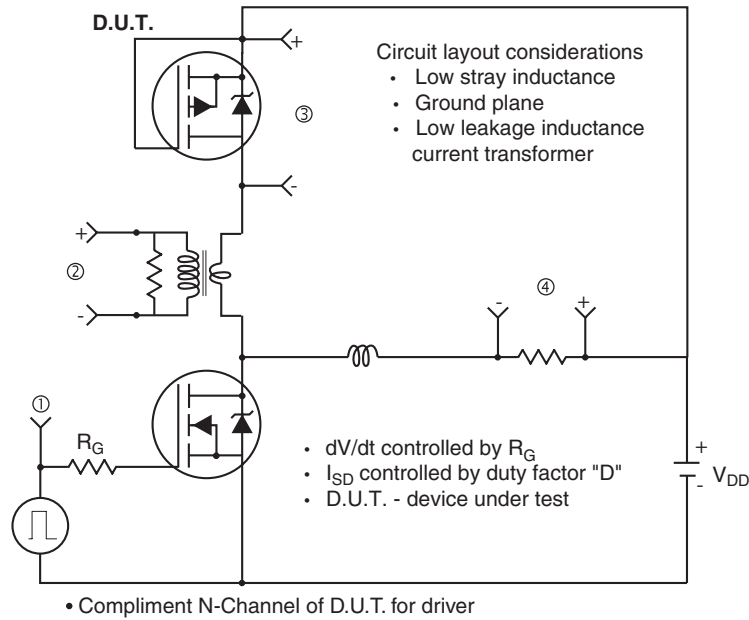 D.U.T.
+
③
-
Circuit layout considerations
• Low stray inductance
• Ground plane
• Low leakage inductance
current transformer
+
②
-
④
-
+
①
R_G
• dV/dt controlled by R_G
• I_SD controlled by duty factor "D"
• D.U.T. - device under test
+
-
V_DD
• Compliment N-Channel of D.U.T. for driver